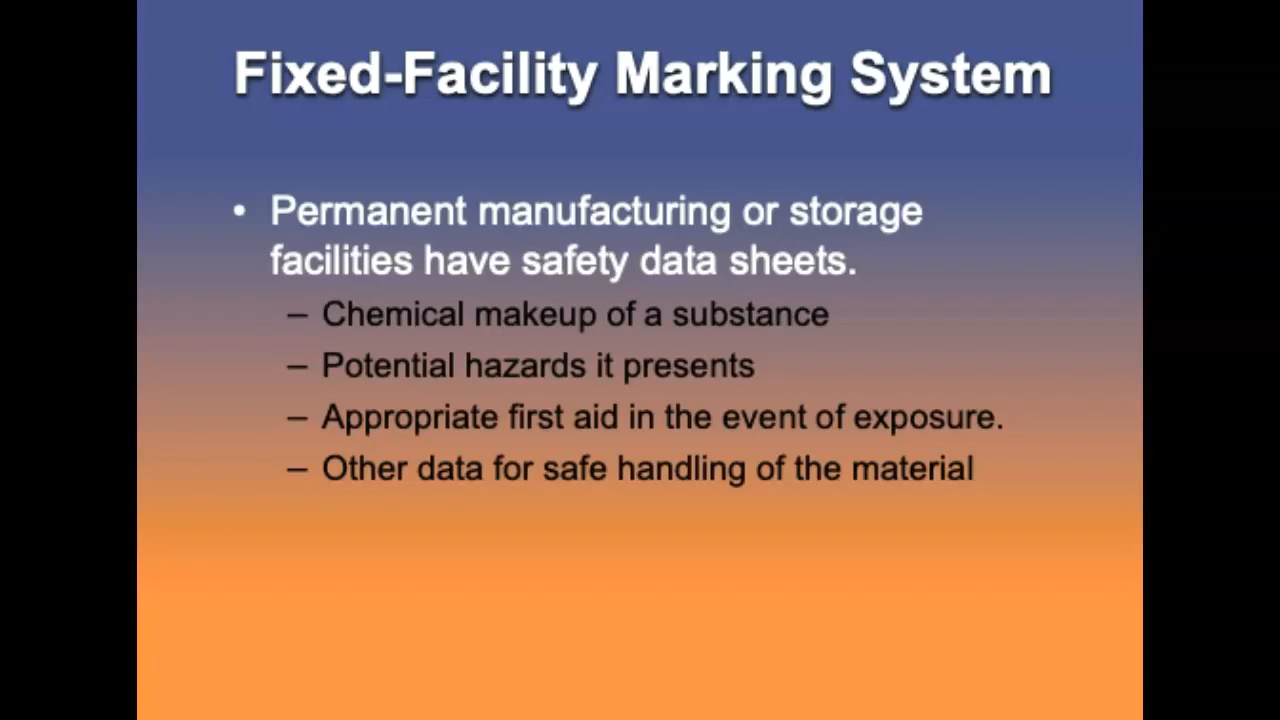 Fixed-Facility Marking System
• Permanent manufacturing or storage
facilities have safety data sheets.
– Chemical makeup of a substance
– Potential hazards it presents
– Appropriate first aid in the event of exposure.
– Other data for safe handling of the material